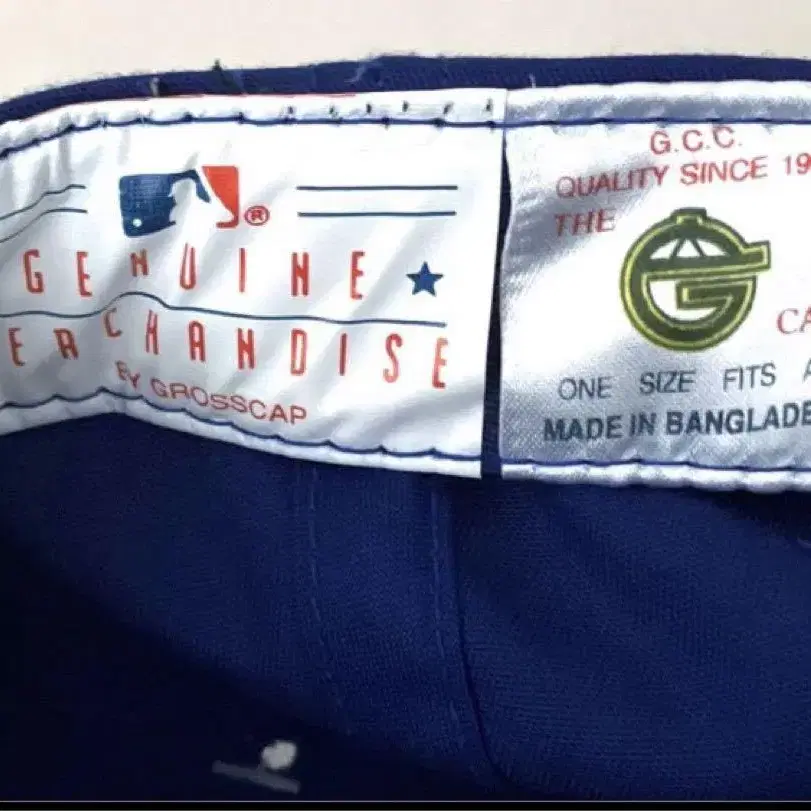 ®
GENUINE
ERCHANDISE
BY GROSSCAP
G.C.C.
QUALITY SINCE 19
THE
G
CA
ONE SIZE FITS A
MADE IN BANGLADE